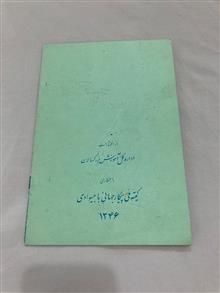 از انتشارات
اداره کل آموزش بزرگسالان
با همکاری
کمیته ملی پیکار جهانی با بیسوادی
۱۳۴۶